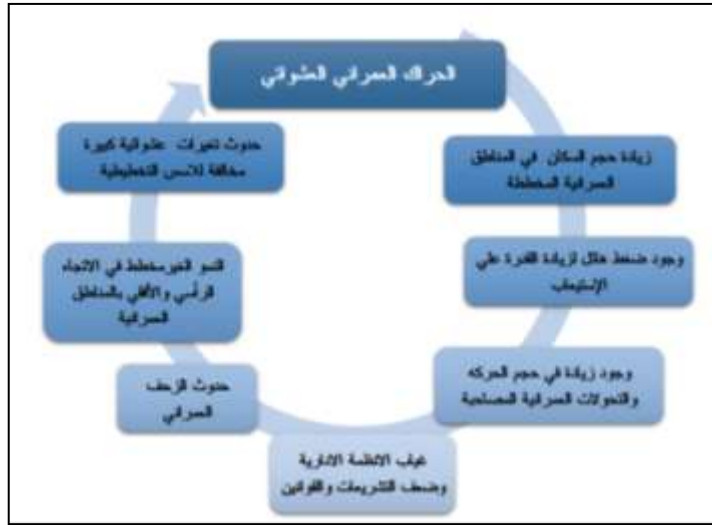 الحراك العمراني العشوائي
زيادة حجم السكان في المناطق
العمرانية المخططة
وجود ضغط هائل لزيادة القدرة علي
الإستيعاب
وجود زيادة في حجم الحركه
والتحولات العمرانية المصاحبة
غياب الانظمة الادارية
وضعف التشريعات والقوانين
حدوث الزحف
العمراني
النمو الغير مخطط في الاتجاه
الرأسي والأفقي بالمناطق
العمرانية
حدوث تغيرات عشوائية كبيرة
مخالفة للاسس التخطيطية